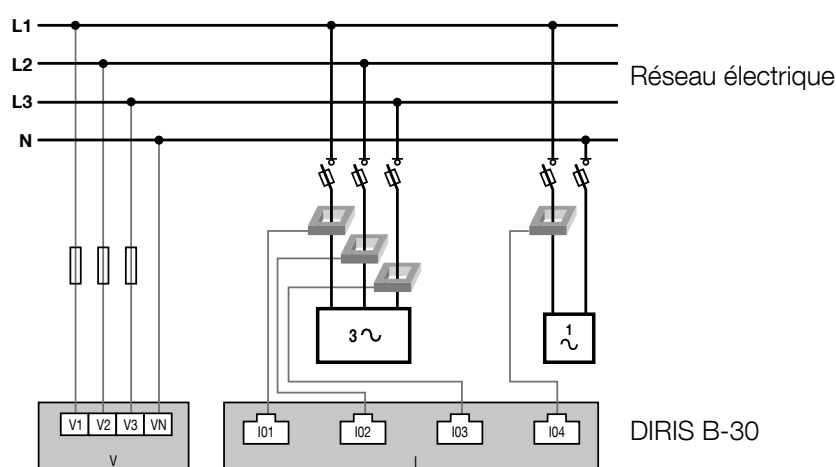 L1
L2
Réseau électrique
L3
N
3
1
V1 V2 V3 VN
I01 I02 I03 I04
DIRIS B-30
V I